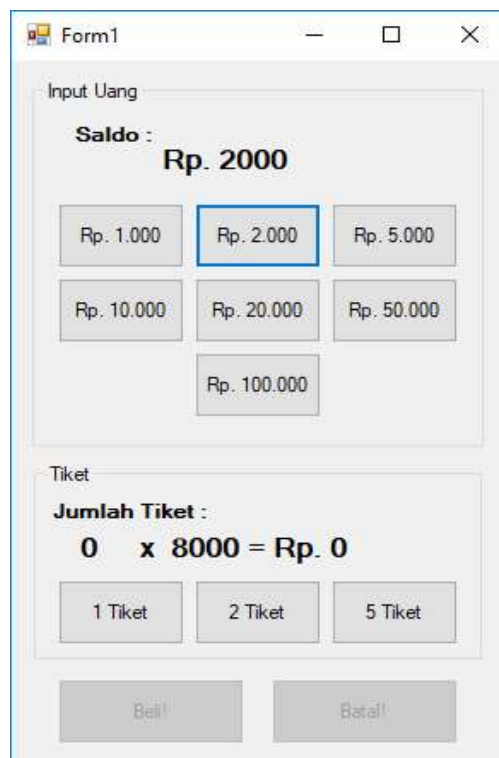 Form1
Input Uang
Saldo :
Rp. 2000
Rp. 1.000 Rp. 2.000 Rp. 5.000
Rp. 10.000 Rp. 20.000 Rp. 50.000
Rp. 100.000
Tiket
Jumlah Tiket :
0 x 8000 = Rp. 0
1 Tiket 2 Tiket 5 Tiket
Beli! Batal!